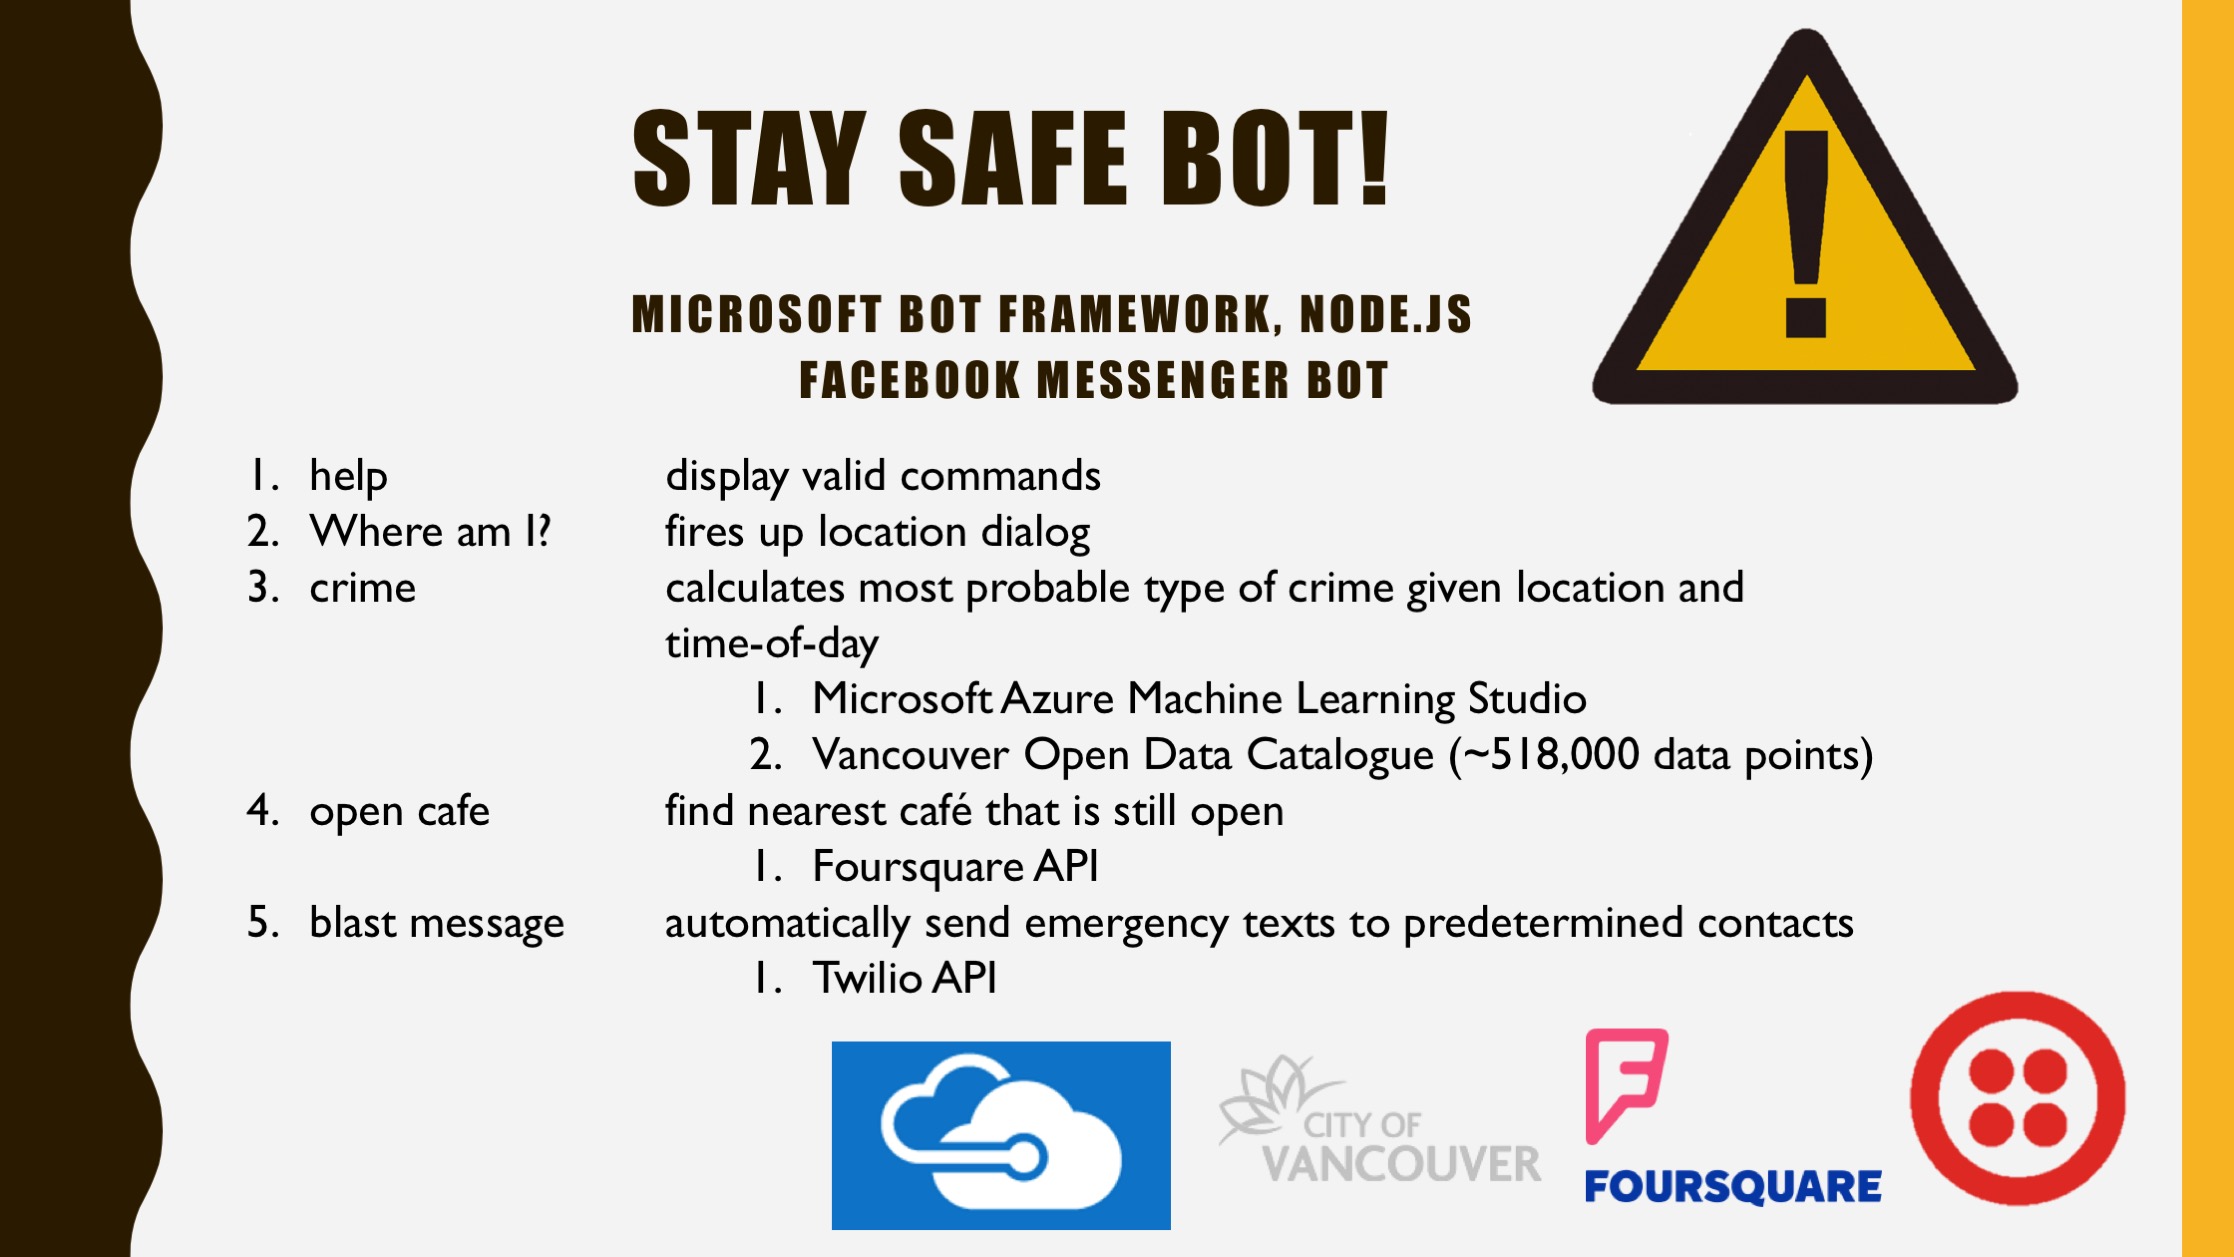 STAY SAFE BOT!
MICROSOFT BOT FRAMEWORK, NODE.JS
FACEBOOK MESSENGER BOT
1. help display valid commands
2. Where am I? fires up location dialog
3. crime calculates most probable type of crime given location and
time-of-day
1. Microsoft Azure Machine Learning Studio
2. Vancouver Open Data Catalogue (~518,000 data points)
4. open cafe find nearest café that is still open
1. Foursquare API
5. blast message automatically send emergency texts to predetermined contacts
1. Twilio API
CITY OF
VANCOUVER
FOURSQUARE